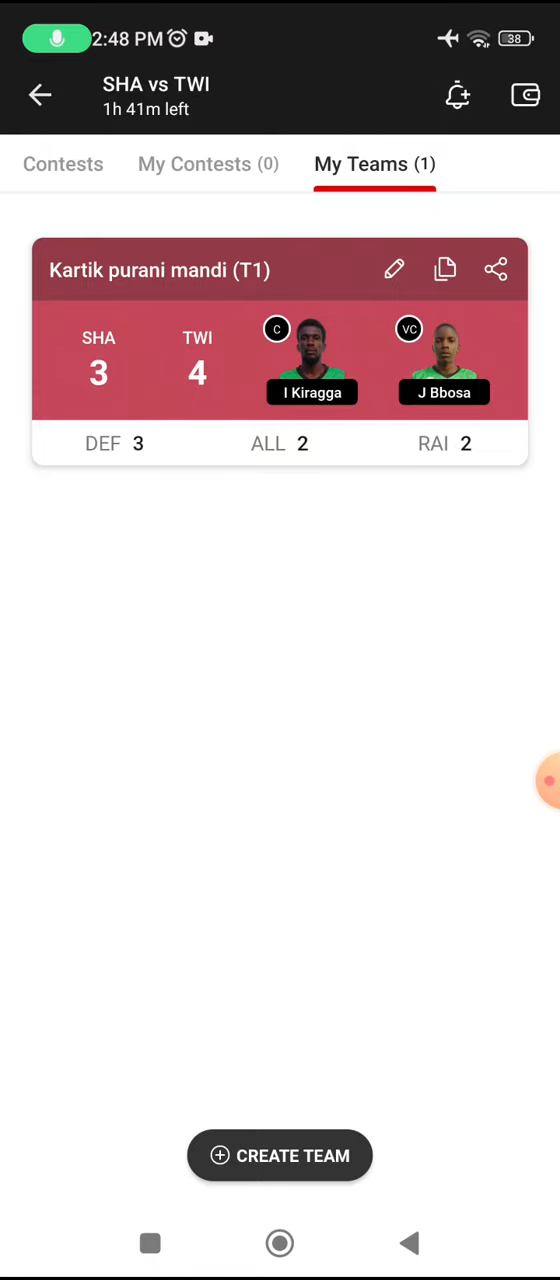 2:48 PM 38
SHA vs TWI
1h 41m left
Contests My Contests (0) My Teams (1)
Kartik purani mandi (T1)
SHA TWI C VC
3 4
I Kiragga J Bbosa
DEF 3 ALL 2 RAI 2
CREATE TEAM